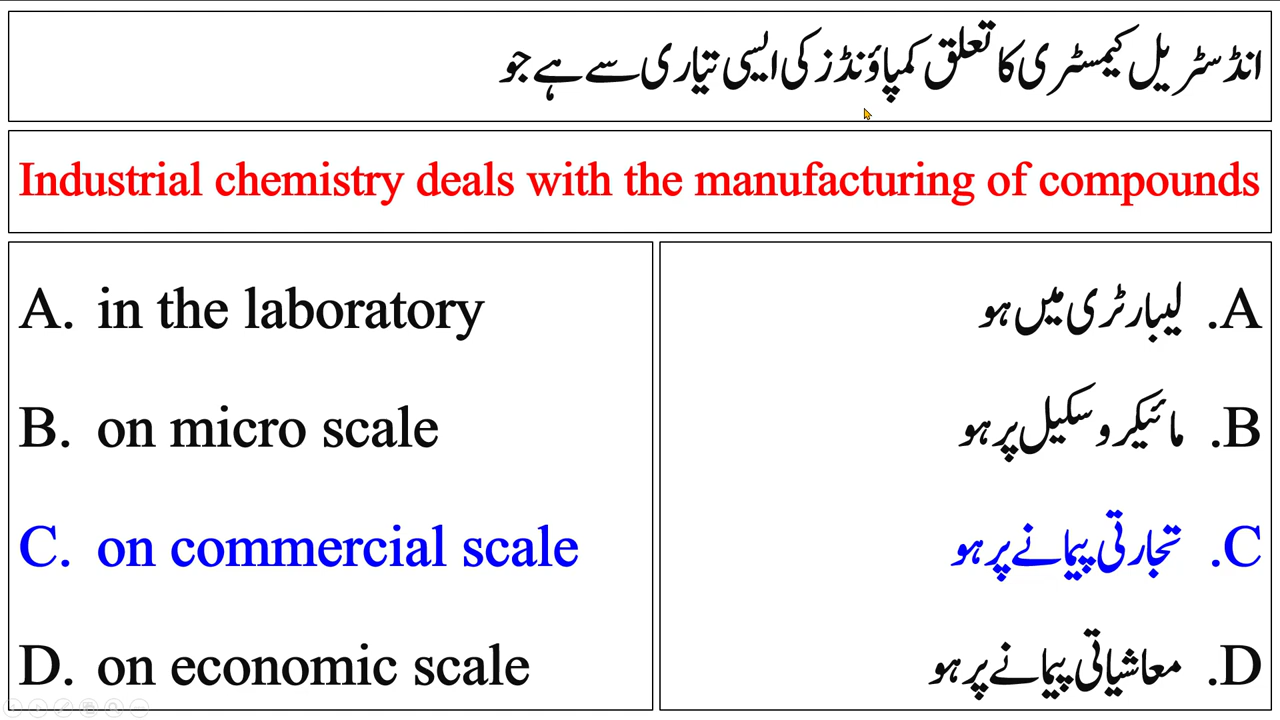 انڈسٹریل کیمسٹری کا تعلق کمپاؤنڈز کی ایسی تیاری سے ہے جو
Industrial chemistry deals with the manufacturing of compounds
A. in the laboratory
B. on micro scale
C. on commercial scale
D. on economic scale
A. لیبارٹری میں ہو
B. مائیکرو سکیل پر ہو
C. تجارتی پیمانے پر ہو
D. معاشیاتی پیمانے پر ہو